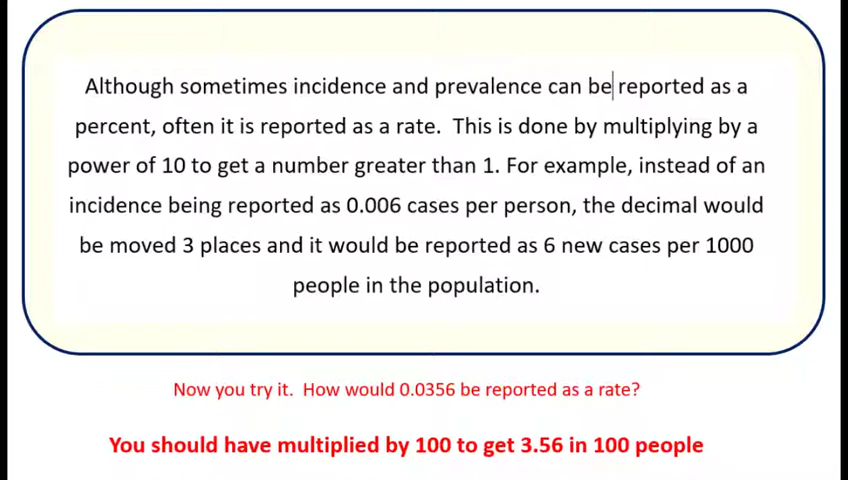 Although sometimes incidence and prevalence can be reported as a
percent, often it is reported as a rate.  This is done by multiplying by a
power of 10 to get a number greater than 1. For example, instead of an
incidence being reported as 0.006 cases per person, the decimal would
be moved 3 places and it would be reported as 6 new cases per 1000
people in the population.
Now you try it.  How would 0.0356 be reported as a rate?
You should have multiplied by 100 to get 3.56 in 100 people